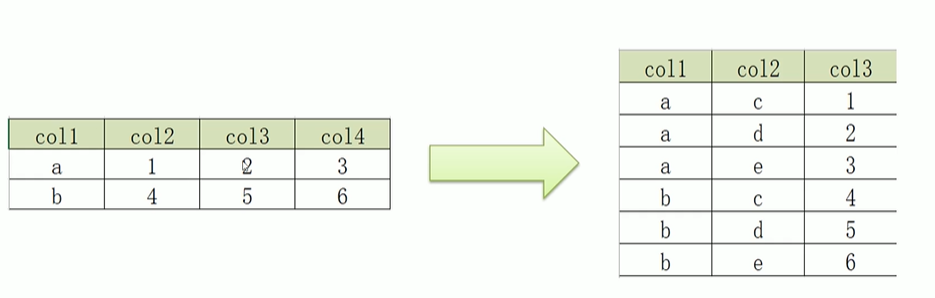 col1 col2 col3 col4
a 1 2 3
b 4 5 6
col1 col2 col3
a c 1
a d 2
a e 3
b c 4
b d 5
b e 6